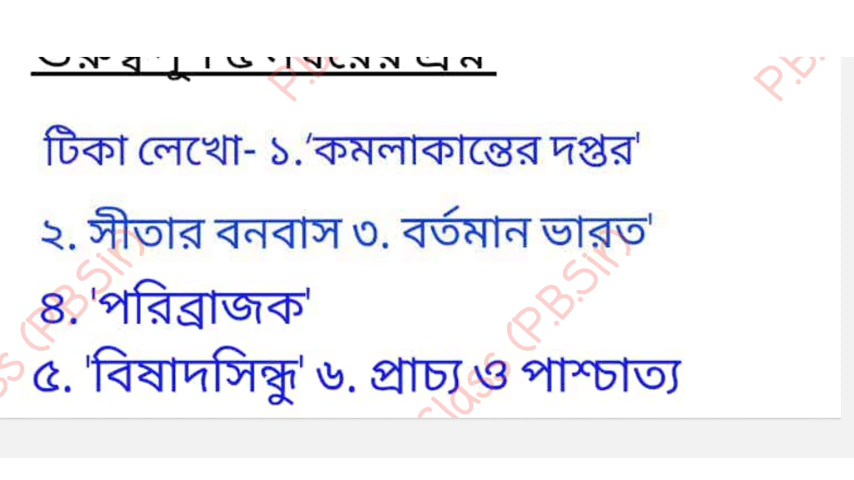 টিকা লেখো- ১.'কমলাকান্তের দপ্তর'
২. সীতার বনবাস ৩. বর্তমান ভারত'
৪. 'পরিব্রাজক'
৫. 'বিষাদসিন্ধু' ৬. প্রাচ্য ও পাশ্চাত্য